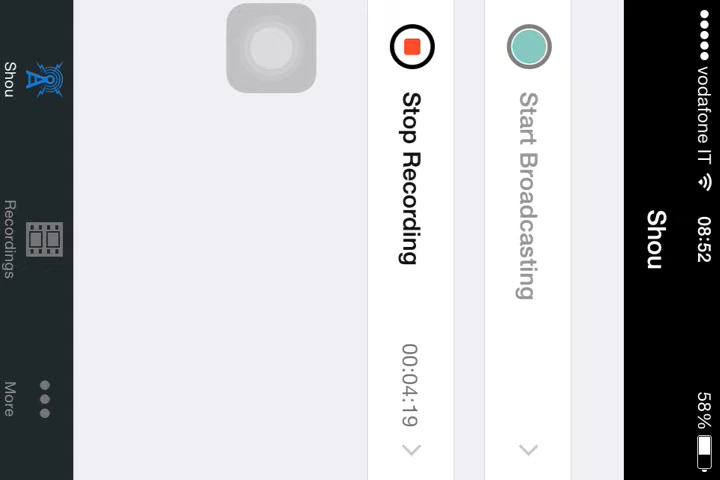 vodafone IT 08:52 58%
Shou
Start Broadcasting
Stop Recording 00:04:19
Shou Recordings More